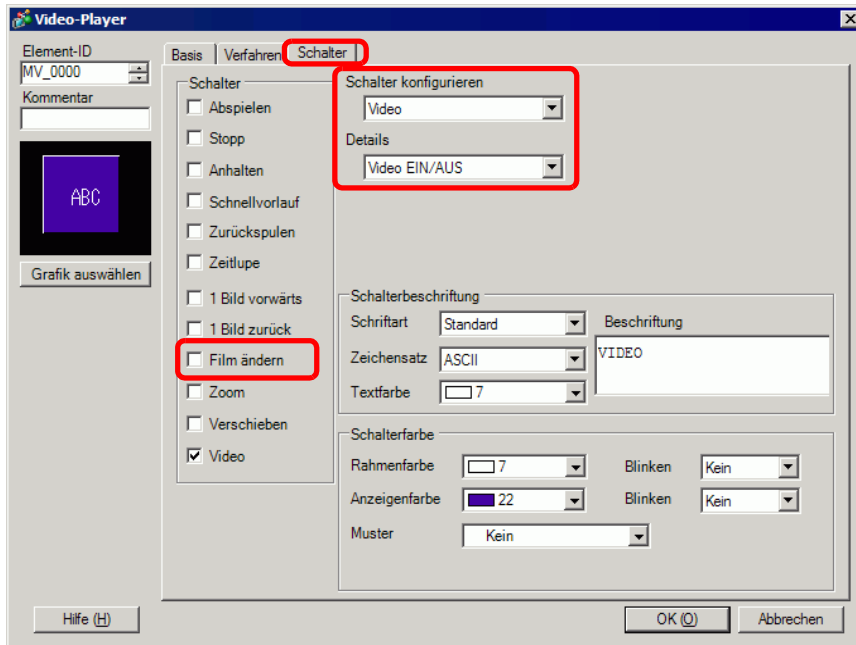 Video-Player
Element-ID
MV_0000
Kommentar
ABC
Grafik auswählen
Basis
Verfahren
Schalter
Schalter
Abspielen
Stopp
Anhalten
Schnellvorlauf
Zurückspulen
Zeitlupe
1 Bild vorwärts
1 Bild zurück
Film ändern
Zoom
Verschieben
Video
Schalter konfigurieren
Video
Details
Video EIN/AUS
Schalterbeschriftung
Schriftart Standard
Zeichensatz ASCII
Textfarbe 7
Beschriftung
VIDEO
Schalterfarbe
Rahmenfarbe 7 Blinken Kein
Anzeigenfarbe 22 Blinken Kein
Muster Kein
Hilfe (H)
OK (O)
Abbrechen